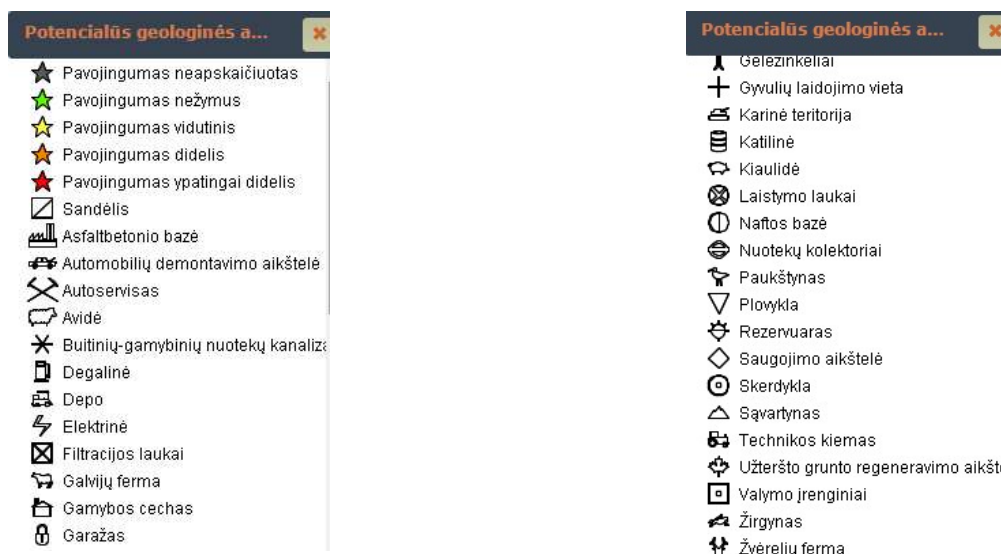 Potencialūs geologinės a...
Pavojingumas neapskaičiuotas
Pavojingumas nežymus
Pavojingumas vidutinis
Pavojingumas didelis
Pavojingumas ypatingai didelis
Sandėlis
Asfaltbetonio bazė
Automobilių demontavimo aikštelė
Autoservisas
Avidė
Buitinių-gamybinių nuotekų kanaliza
Degalinė
Depo
Elektrinė
Filtracijos laukai
Galvijų ferma
Gamybos cechas
Garažas
Potencialūs geologinės a...
Geležinkeliai
Gyvulių laidojimo vieta
Karinė teritorija
Katilinė
Kiaulidė
Laistymo laukai
Naftos bazė
Nuotekų kolektoriai
Paukštynas
Plovykla
Rezervuaras
Saugojimo aikštelė
Skerdykla
Sąvartynas
Technikos kiemas
Užteršto grunto regeneravimo aikšte
Valymo įrenginiai
Žirgynas
Žvėrelių ferma